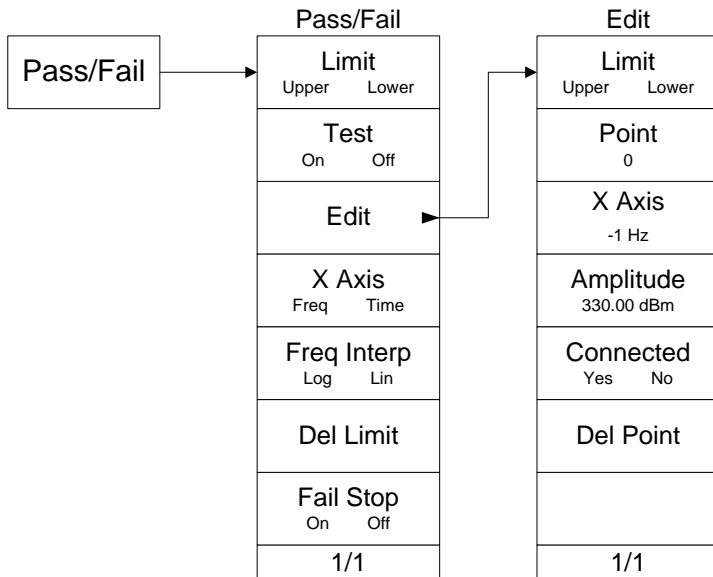 Pass/Fail
Pass/Fail
Limit
Upper Lower
Test
On Off
Edit
X Axis
Freq Time
Freq Interp
Log Lin
Del Limit
Fail Stop
On Off
1/1
Edit
Limit
Upper Lower
Point
0
X Axis
-1 Hz
Amplitude
330.00 dBm
Connected
Yes No
Del Point
1/1